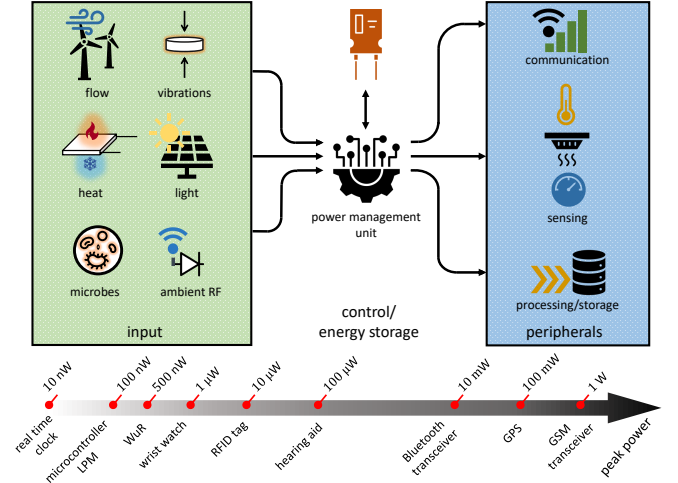 flow
vibrations
heat
light
microbes
ambient RF
input
power management
unit
control/
energy storage
communication
sensing
processing/storage
peripherals
10 nW
100 nW
500 nW
1 μW
10 μW
100 μW
10 mW
100 mW
1 W
real time
clock
microcontroller
LPM
WuR
wrist watch
RFID tag
hearing aid
Bluetooth
transceiver
GPS
GSM
transceiver
peak power